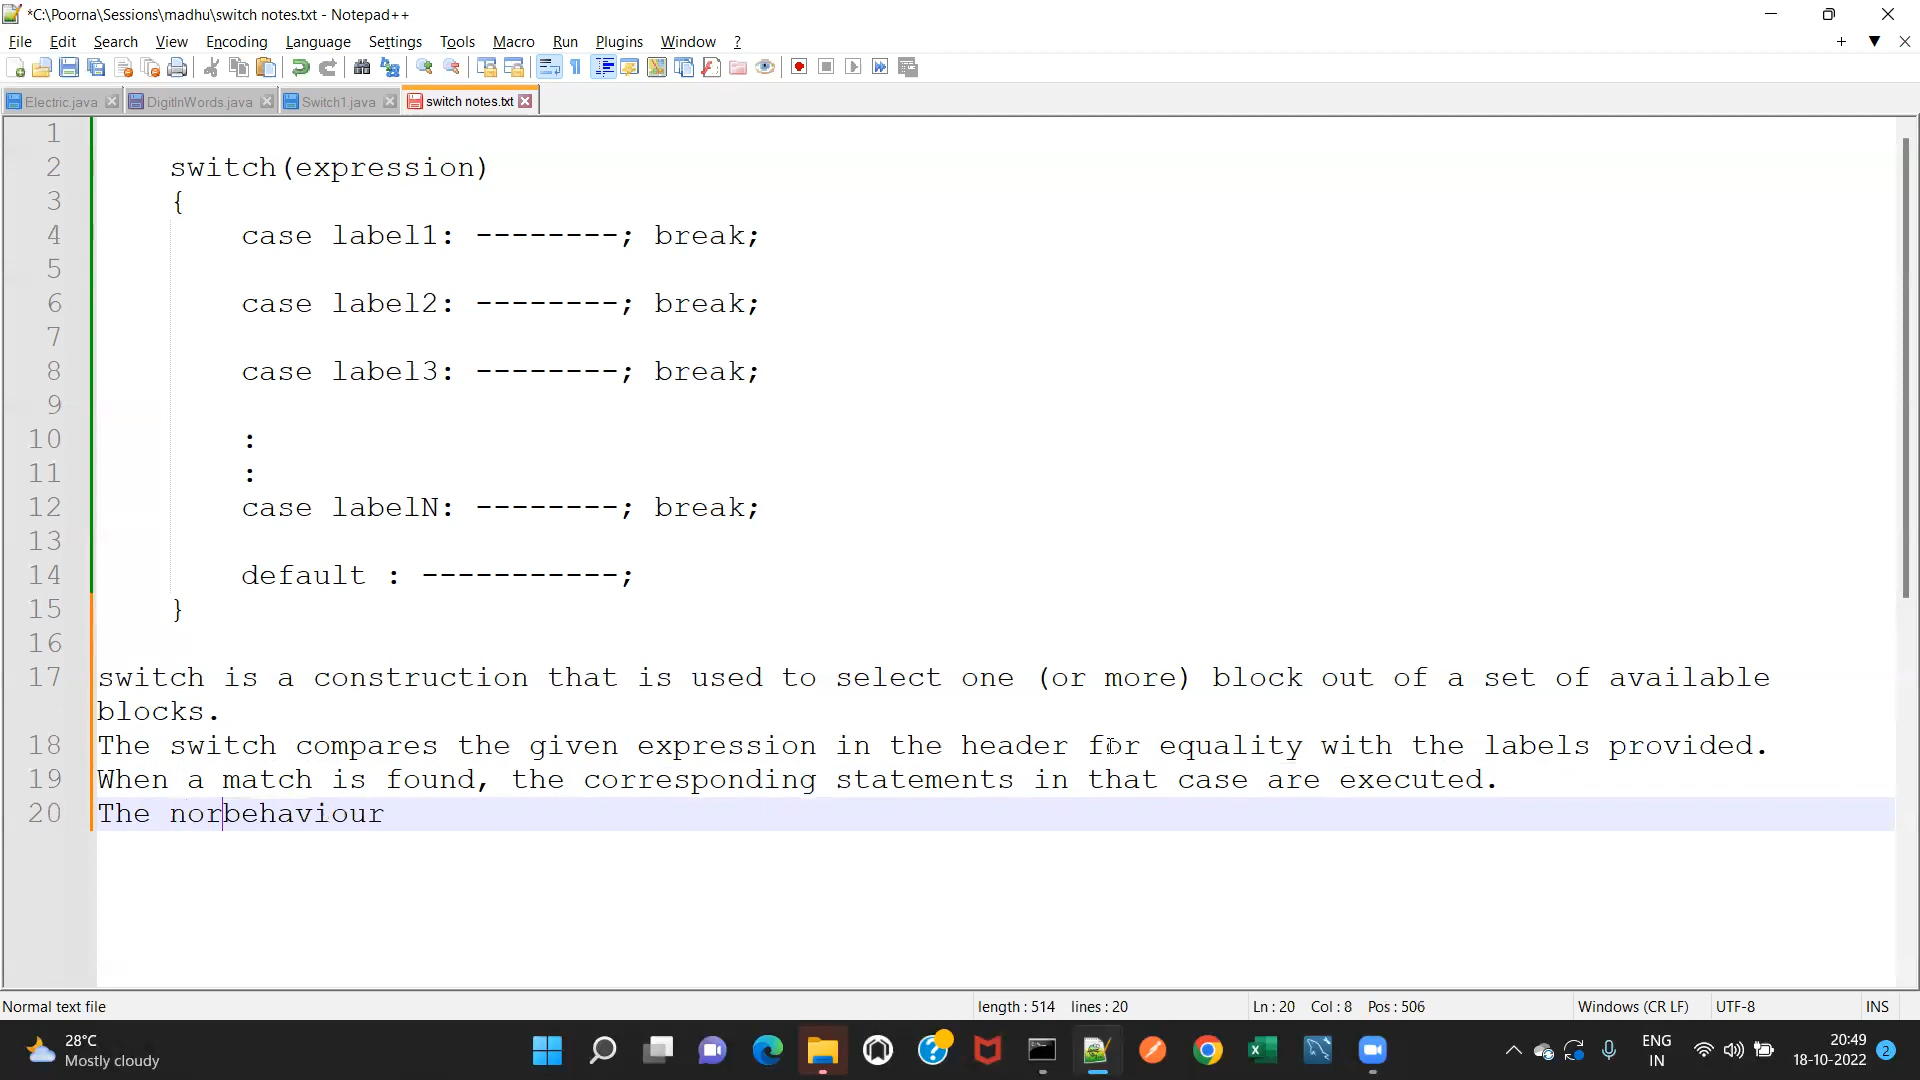 *C:\Poorna\Sessions\madhu\switch notes.txt - Notepad++
File Edit Search View Encoding Language Settings Tools Macro Run Plugins Window ?
Electric.java DigitInWords.java Switch1.java switch notes.txt
1
2 switch(expression)
3 {
4 case label1: --------; break;
5
6 case label2: --------; break;
7
8 case label3: --------; break;
9
10 :
11 :
12 case labelN: --------; break;
13
14 default : -----------;
15 }
16
17 switch is a construction that is used to select one (or more) block out of a set of available
blocks.
18 The switch compares the given expression in the header for equality with the labels provided.
19 When a match is found, the corresponding statements in that case are executed.
20 The norbehaviour
Normal text file length : 514 lines : 20 Ln : 20 Col : 8 Pos : 506 Windows (CR LF) UTF-8 INS
28°C
Mostly cloudy
ENG
IN
20:49
18-10-2022
2